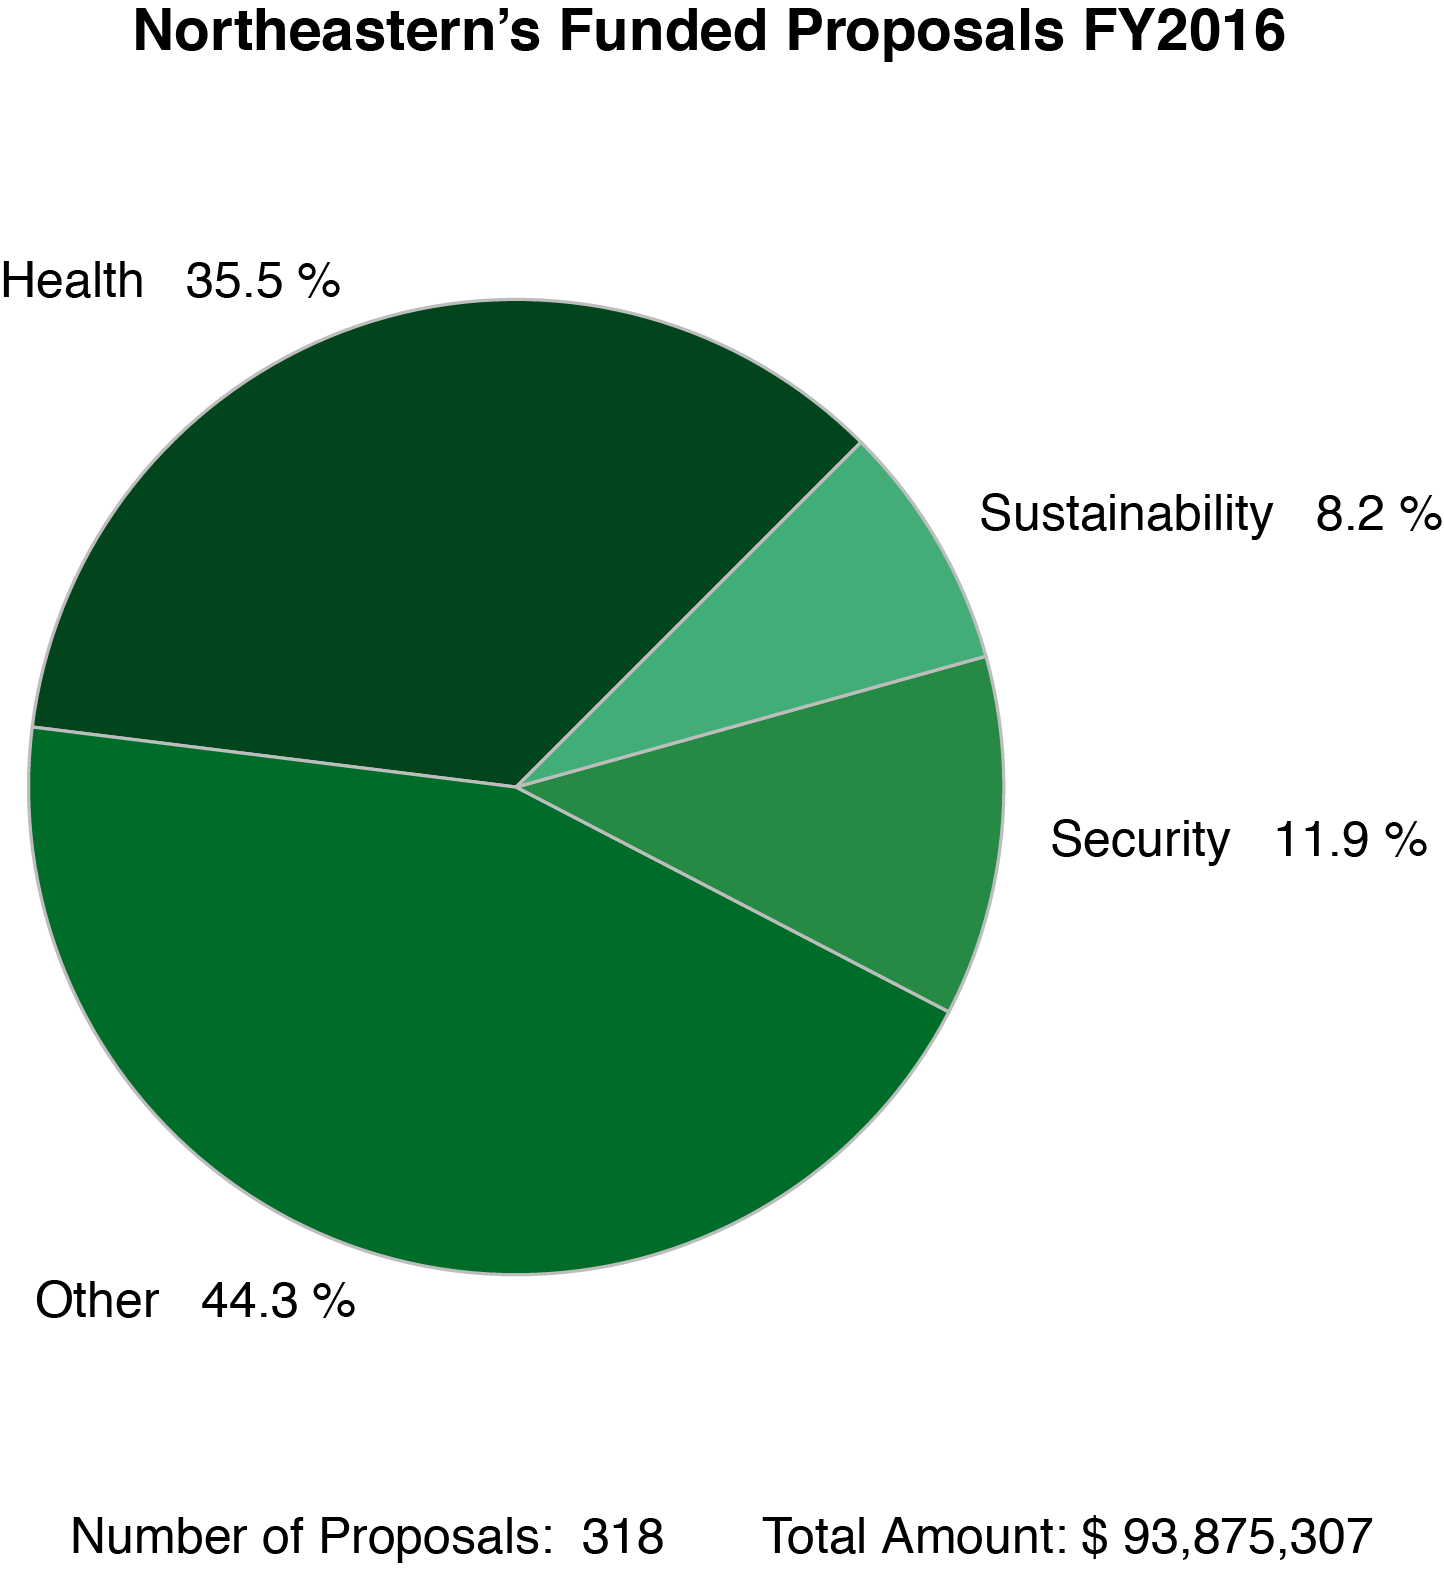 Northeastern’s Funded Proposals FY2016
Health 35.5 %
Sustainability 8.2 %
Security 11.9 %
Other 44.3 %
Number of Proposals: 318 Total Amount: $ 93,875,307